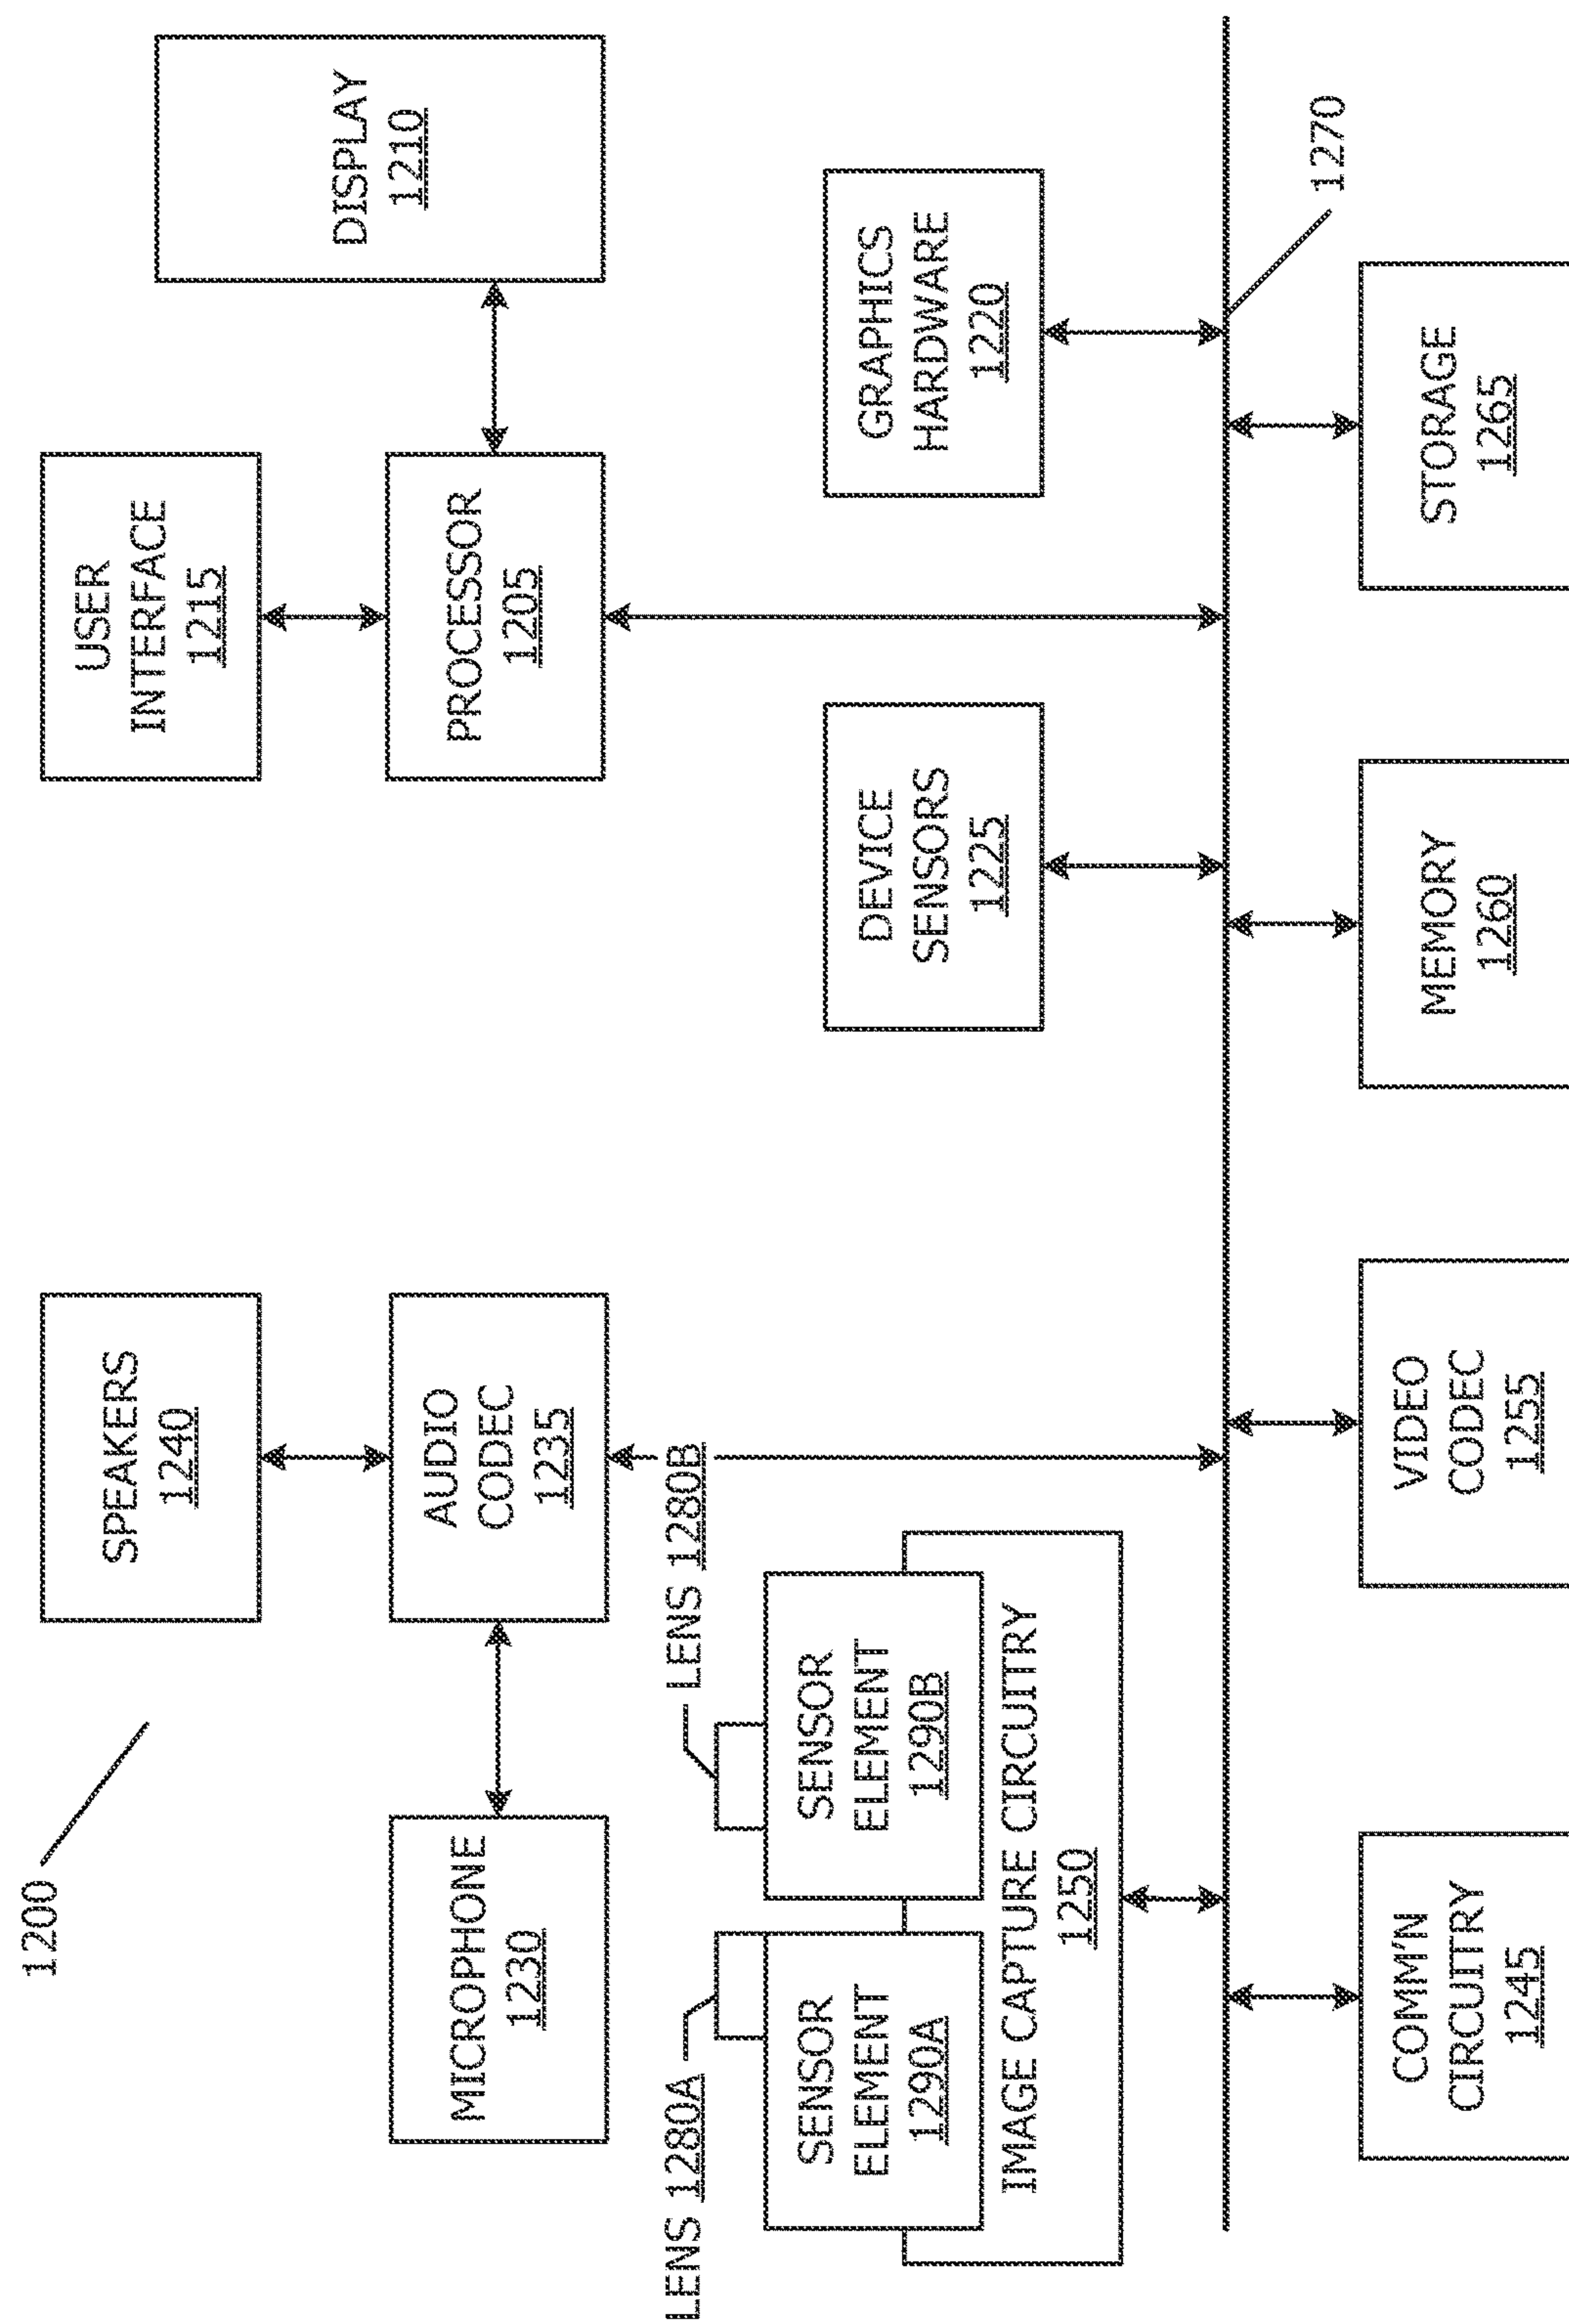 1200
SPEAKERS
1240
USER
INTERFACE
1215
DISPLAY
1210
MICROPHONE
1230
AUDIO
CODEC
1235
PROCESSOR
1205
LENS 1280A
LENS 1280B
SENSOR
ELEMENT
1290A
SENSOR
ELEMENT
1290B
IMAGE CAPTURE CIRCUITRY
1250
DEVICE
SENSORS
1225
GRAPHICS
HARDWARE
1220
1270
COMM'N
CIRCUITRY
1245
VIDEO
CODEC
1255
MEMORY
1260
STORAGE
1265